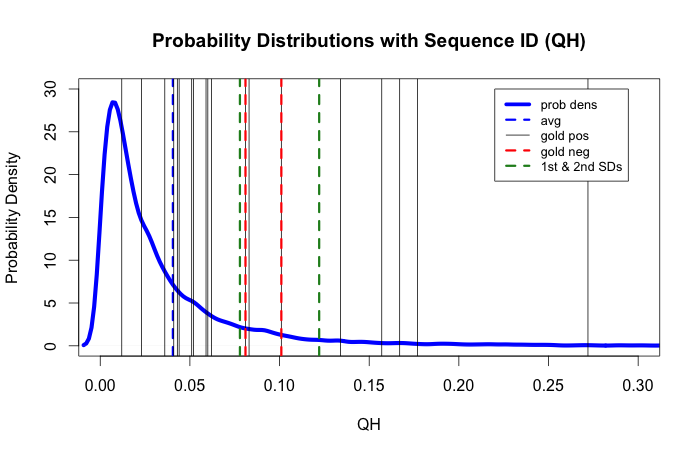 Probability Distributions with Sequence ID (QH)
Probability Density
30
25
20
15
10
5
0
prob dens
avg
gold pos
gold neg
1st & 2nd SDs
0.00 0.05 0.10 0.15 0.20 0.25 0.30
QH